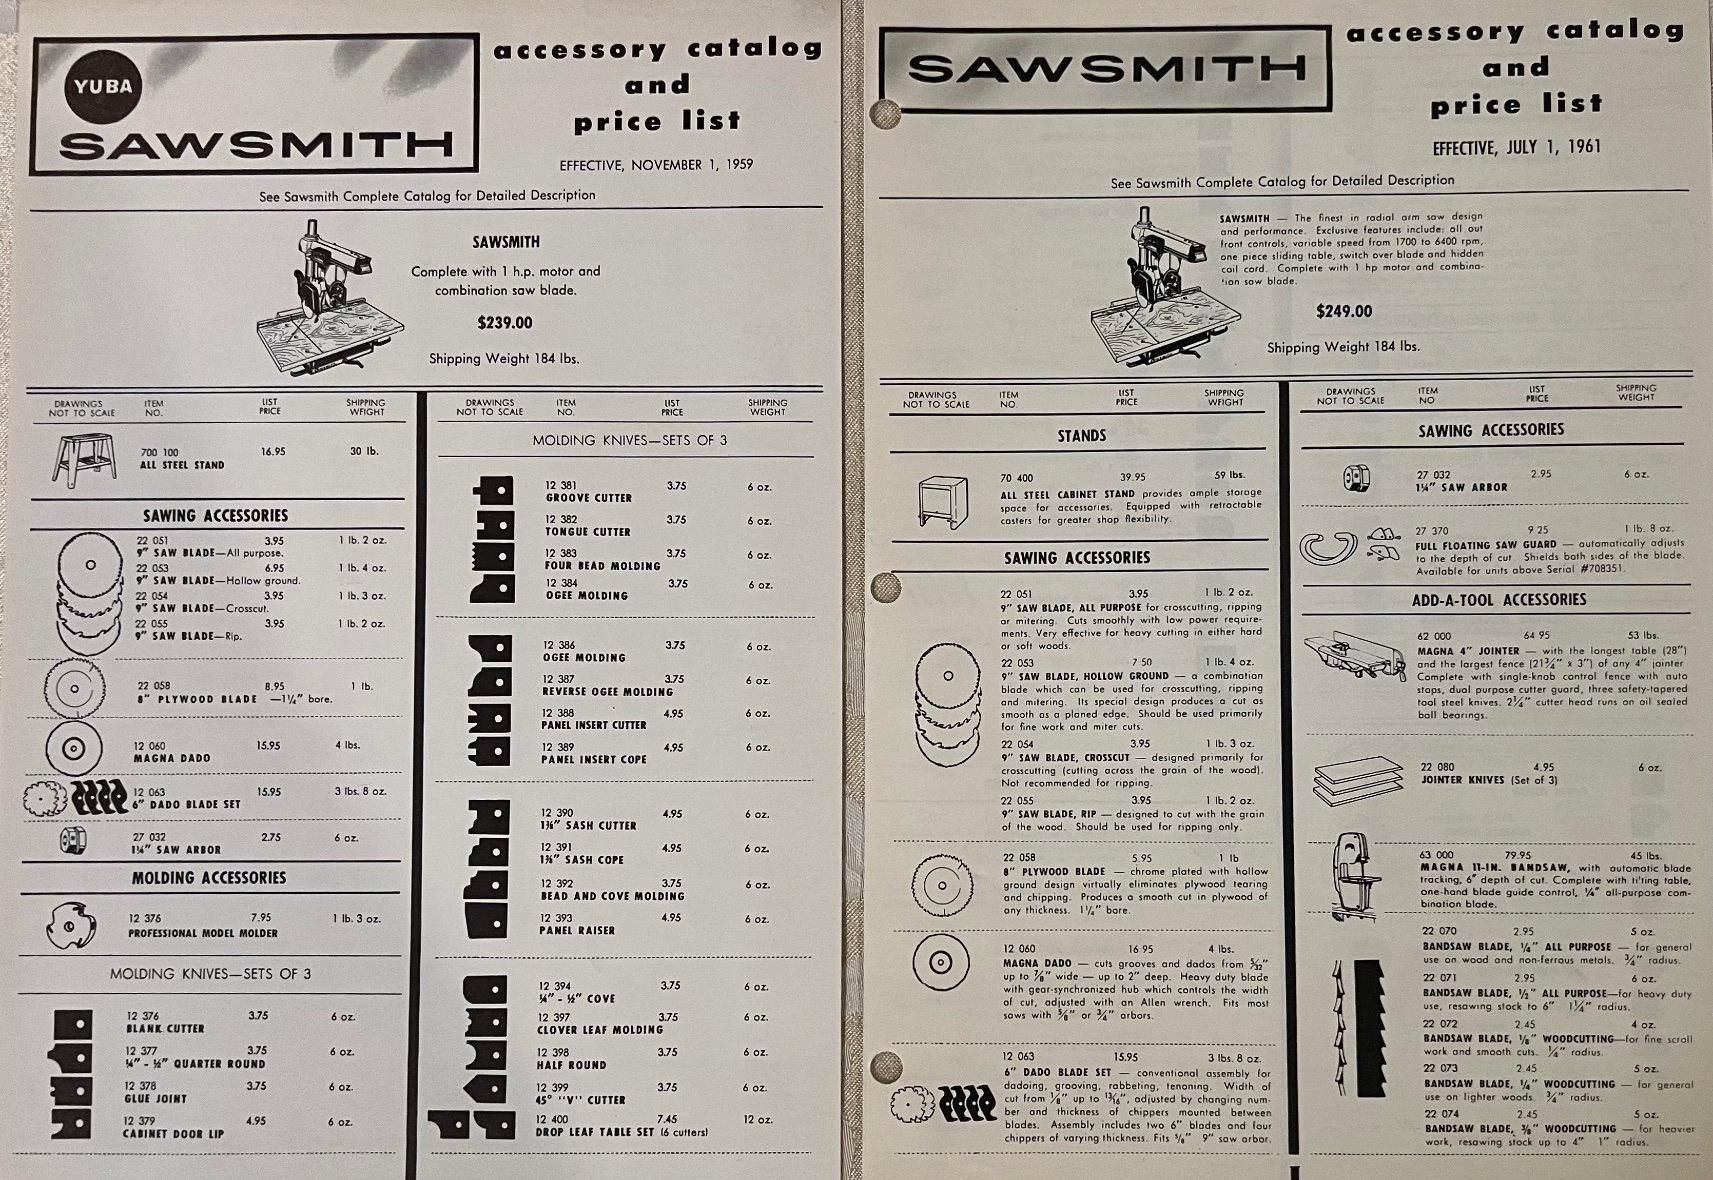 YUBA
SAWSMITH
accessory catalog
and
price list
EFFECTIVE, NOVEMBER 1, 1959
See Sawsmith Complete Catalog for Detailed Description
SAWSMITH
Complete with 1 h.p. motor and
combination saw blade.
$239.00
Shipping Weight 184 lbs.
DRAWINGS NOT TO SCALE ITEM NO. LIST PRICE SHIPPING WEIGHT
700 100 16.95 30 lb.
ALL STEEL STAND
SAWING ACCESSORIES
22 051 3.95 1 lb. 2 oz.
9" SAW BLADE—All purpose.
22 053 6.95 1 lb. 4 oz.
9" SAW BLADE—Hollow ground.
22 054 3.95 1 lb. 3 oz.
9" SAW BLADE—Crosscut.
22 055 3.95 1 lb. 2 oz.
9" SAW BLADE—Rip.
22 058 8.95 1 lb.
8" PLYWOOD BLADE —1¼" bore.
12 060 15.95 4 lbs.
MAGNA DADO
12 063 15.95 3 lbs. 8 oz.
6" DADO BLADE SET
27 032 2.75 6 oz.
1¼" SAW ARBOR
MOLDING ACCESSORIES
12 376 7.95 1 lb. 3 oz.
PROFESSIONAL MODEL MOLDER
MOLDING KNIVES—SETS OF 3
12 376 3.75 6 oz.
BLANK CUTTER
12 377 3.75 6 oz.
¼" - ½" QUARTER ROUND
12 378 3.75 6 oz.
GLUE JOINT
12 379 4.95 6 oz.
CABINET DOOR LIP
DRAWINGS NOT TO SCALE ITEM NO. LIST PRICE SHIPPING WEIGHT
MOLDING KNIVES—SETS OF 3
12 381 3.75 6 oz.
GROOVE CUTTER
12 382 3.75 6 oz.
TONGUE CUTTER
12 383 3.75 6 oz.
FOUR BEAD MOLDING
12 384 3.75 6 oz.
OGEE MOLDING
12 386 3.75 6 oz.
OGEE MOLDING
12 387 3.75 6 oz.
REVERSE OGEE MOLDING
12 388 4.95 6 oz.
PANEL INSERT CUTTER
12 389 4.95 6 oz.
PANEL INSERT COPE
12 390 4.95 6 oz.
1⅜" SASH CUTTER
12 391 4.95 6 oz.
1⅜" SASH COPE
12 392 3.75 6 oz.
BEAD AND COVE MOLDING
12 393 4.95 6 oz.
PANEL RAISER
12 394 3.75 6 oz.
¼" - ½" COVE
12 397 3.75 6 oz.
CLOVER LEAF MOLDING
12 398 3.75 6 oz.
HALF ROUND
12 399 3.75 6 oz.
45° "V" CUTTER
12 400 7.45 12 oz.
DROP LEAF TABLE SET (6 cutters)
SAWSMITH
accessory catalog
and
price list
EFFECTIVE, JULY 1, 1961
See Sawsmith Complete Catalog for Detailed Description
SAWSMITH — The finest in radial arm saw design
and performance. Exclusive features include: all out
front controls, variable speed from 1700 to 6400 rpm,
one piece sliding table, switch over blade and hidden
coil cord. Complete with 1 hp motor and combina-
tion saw blade.
$249.00
Shipping Weight 184 lbs.
DRAWINGS NOT TO SCALE ITEM NO. LIST PRICE SHIPPING WEIGHT
STANDS
70 400 39.95 59 lbs.
ALL STEEL CABINET STAND provides ample storage
space for accessories. Equipped with retractable
casters for greater shop flexibility.
SAWING ACCESSORIES
22 051 3.95 1 lb. 2 oz.
9" SAW BLADE, ALL PURPOSE for crosscutting, ripping
or mitering. Cuts smoothly with low power require-
ments. Very effective for heavy cutting in either hard
or soft woods.
22 053 7 50 1 lb. 4 oz.
9" SAW BLADE, HOLLOW GROUND — a combination
blade which can be used for crosscutting, ripping
and mitering. Its special design produces a cut as
smooth as a planed edge. Should be used primarily
for fine work and miter cuts.
22 054 3.95 1 lb. 3 oz.
9" SAW BLADE, CROSSCUT — designed primarily for
crosscutting (cutting across the grain of the wood).
Not recommended for ripping.
22 055 3.95 1 lb. 2 oz.
9" SAW BLADE, RIP — designed to cut with the grain
of the wood. Should be used for ripping only.
22 058 5.95 1 lb
8" PLYWOOD BLADE — chrome plated with hollow
ground design virtually eliminates plywood tearing
and chipping. Produces a smooth cut in plywood of
any thickness. 1¼" bore.
12 060 16 95 4 lbs.
MAGNA DADO — cuts grooves and dados from 5/32"
up to ⅞" wide — up to 2" deep. Heavy duty blade
with gear-synchronized hub which controls the width
of cut, adjusted with an Allen wrench. Fits most
saws with ⅝" or ¾" arbors.
12 063 15.95 3 lbs. 8 oz.
6" DADO BLADE SET — conventional assembly for
dadoing, grooving, rabbeting, tenoning. Width of
cut from ⅛" up to 13/16", adjusted by changing num-
ber and thickness of chippers mounted between
blades. Assembly includes two 6" blades and four
chippers of varying thickness. Fits ⅝" 9" saw arbor.
DRAWINGS NOT TO SCALE ITEM NO LIST PRICE SHIPPING WEIGHT
SAWING ACCESSORIES
27 032 2.95 6 oz.
1¼" SAW ARBOR
27 370 9 25 1 lb. 8 oz.
FULL FLOATING SAW GUARD — automatically adjusts
to the depth of cut Shields both sides of the blade.
Available for units above Serial #708351.
ADD-A-TOOL ACCESSORIES
62 000 64 95 53 lbs.
MAGNA 4" JOINTER — with the longest table (28")
and the largest fence (21¾" x 3") of any 4" jointer
Complete with single-knob control fence with auto
stops, dual purpose cutter guard, three safety-tapered
tool steel knives. 2¼" cutter head runs on oil sealed
ball bearings.
22 080 4.95 6 oz.
JOINTER KNIVES (Set of 3)
63 000 79.95 45 lbs.
MAGNA 11-IN. BANDSAW, with automatic blade
tracking, 6" depth of cut. Complete with tilting table,
one-hand blade guide control, ¼" all-purpose com-
bination blade.
22 070 2.95 5 oz.
BANDSAW BLADE, ¼" ALL PURPOSE — for general
use on wood and non-ferrous metals. ¾" radius.
22 071 2.95 6 oz.
BANDSAW BLADE, ½" ALL PURPOSE—for heavy duty
use, resawing stock to 6" 1¼" radius.
22 072 2.45 4 oz.
BANDSAW BLADE, ⅛" WOODCUTTING—for fine scroll
work and smooth cuts. ¼" radius.
22 073 2.45 5 oz.
BANDSAW BLADE, ¼" WOODCUTTING — for general
use on lighter woods. ¾" radius.
22 074 2.45 5 oz.
BANDSAW BLADE, ⅜" WOODCUTTING — for heavier
work, resawing stock up to 4" 1" radius.